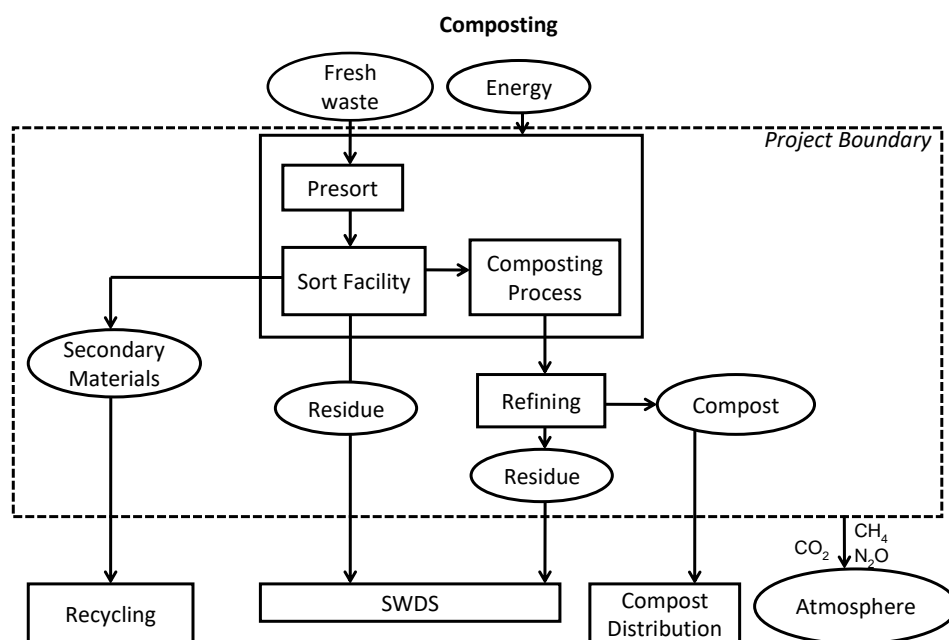 Composting
Fresh
waste
Energy
Project Boundary
Presort
Sort Facility
Composting
Process
Secondary
Materials
Residue
Refining
Compost
Residue
CO₂
CH₄
N₂O
Recycling
SWDS
Compost
Distribution
Atmosphere